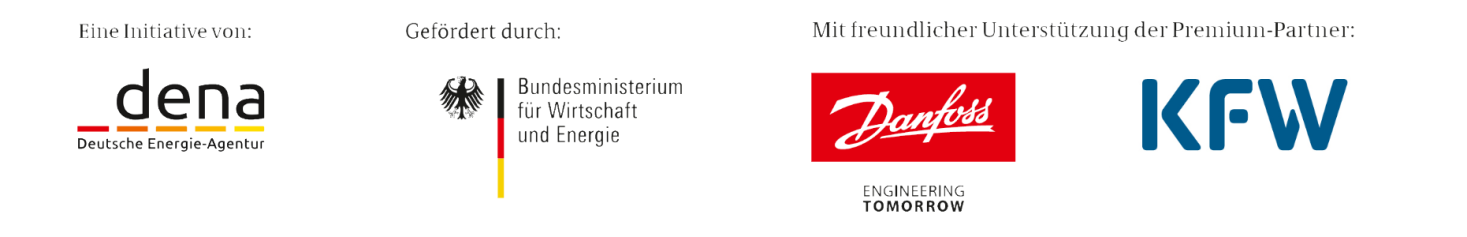 Eine Initiative von:
dena
Deutsche Energie-Agentur
Gefördert durch:
Bundesministerium
für Wirtschaft
und Energie
Mit freundlicher Unterstützung der Premium-Partner:
Danfoss
ENGINEERING
TOMORROW
KFW